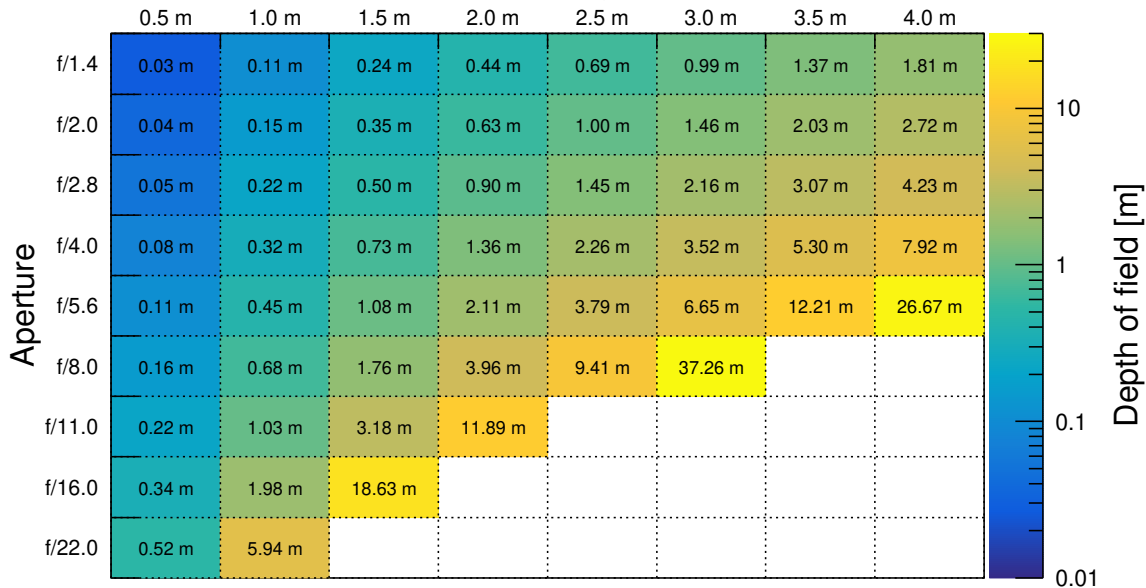 0.5 m 1.0 m 1.5 m 2.0 m 2.5 m 3.0 m 3.5 m 4.0 m
f/1.4 0.03 m 0.11 m 0.24 m 0.44 m 0.69 m 0.99 m 1.37 m 1.81 m
f/2.0 0.04 m 0.15 m 0.35 m 0.63 m 1.00 m 1.46 m 2.03 m 2.72 m
f/2.8 0.05 m 0.22 m 0.50 m 0.90 m 1.45 m 2.16 m 3.07 m 4.23 m
f/4.0 0.08 m 0.32 m 0.73 m 1.36 m 2.26 m 3.52 m 5.30 m 7.92 m
f/5.6 0.11 m 0.45 m 1.08 m 2.11 m 3.79 m 6.65 m 12.21 m 26.67 m
f/8.0 0.16 m 0.68 m 1.76 m 3.96 m 9.41 m 37.26 m
f/11.0 0.22 m 1.03 m 3.18 m 11.89 m
f/16.0 0.34 m 1.98 m 18.63 m
f/22.0 0.52 m 5.94 m
Aperture
10
1
0.1
0.01
Depth of field [m]